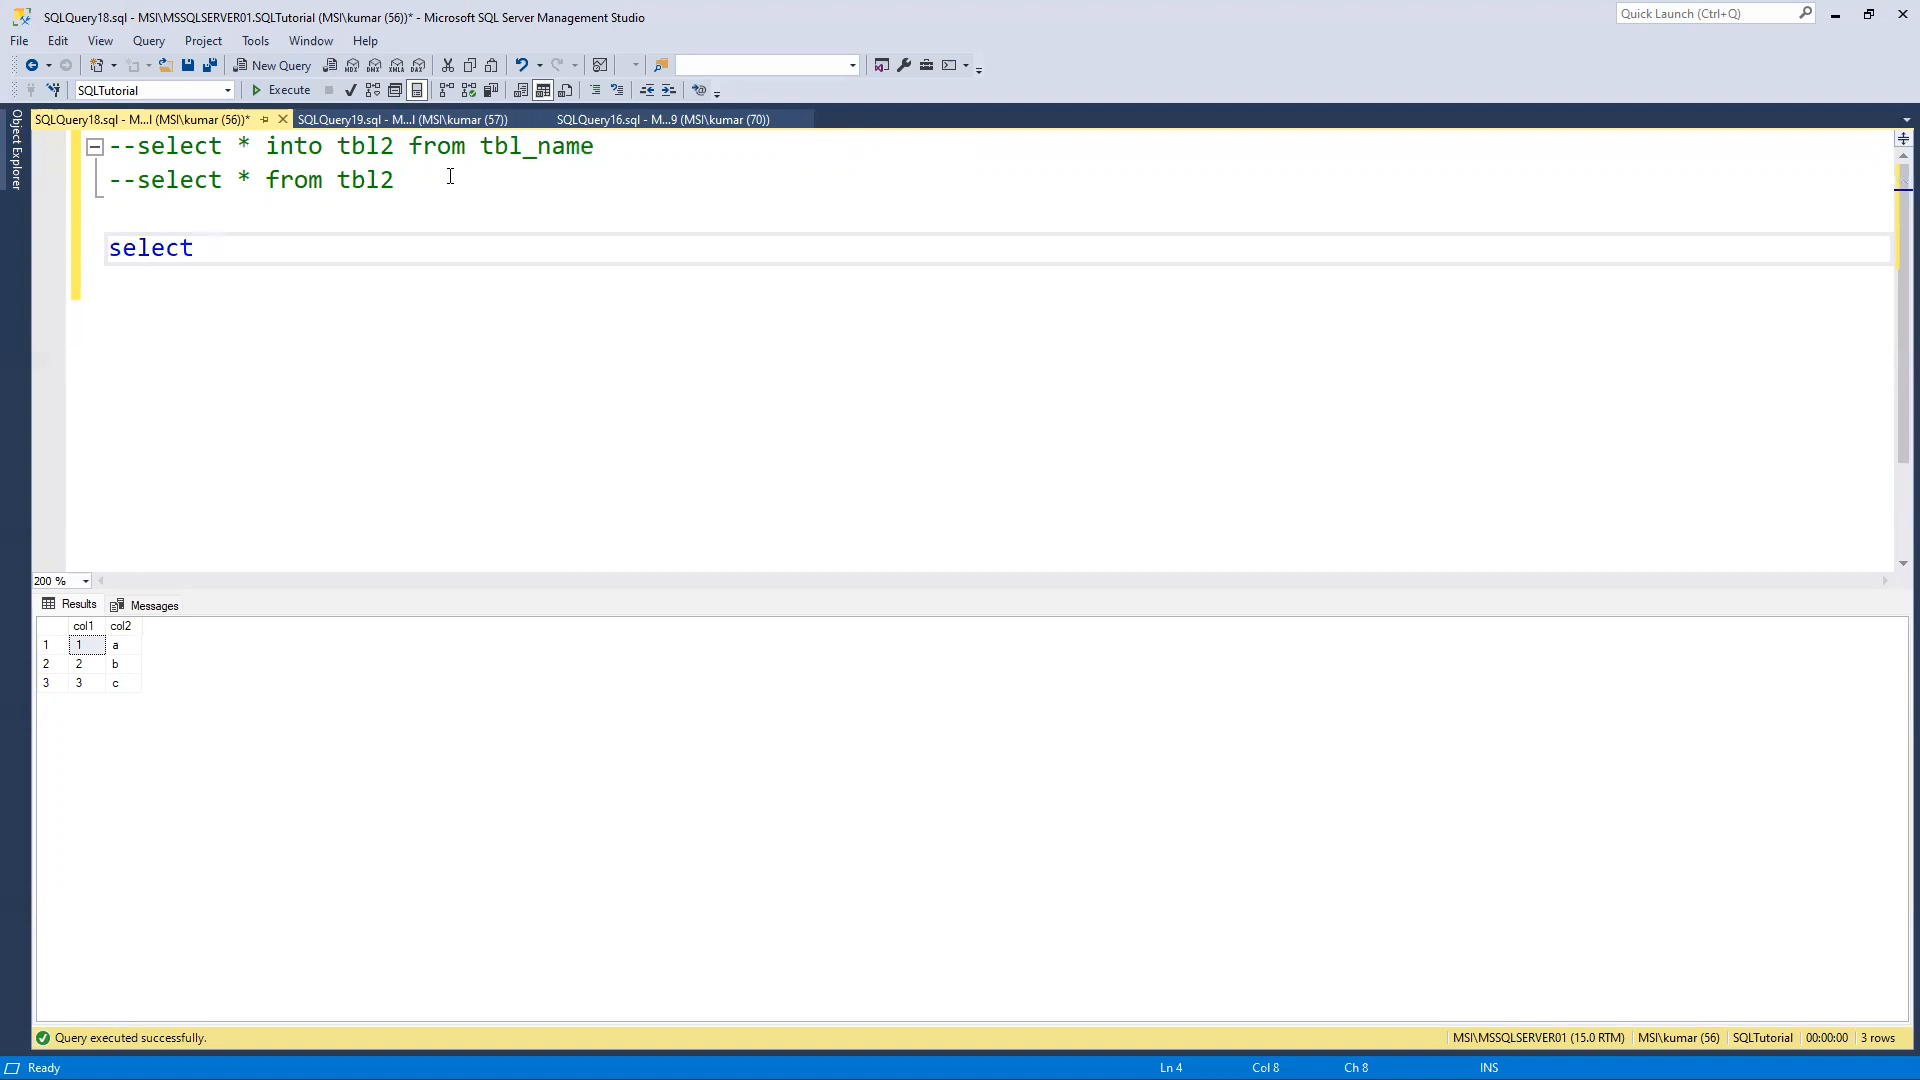 SQLQuery18.sql - MSI\MSSQLSERVER01.SQLTutorial (MSI\kumar (56))* - Microsoft SQL Server Management Studio
Quick Launch (Ctrl+Q)
File Edit View Query Project Tools Window Help
New Query
SQLTutorial
Execute
SQLQuery18.sql - M...l (MSI\kumar (56))*
SQLQuery19.sql - M...l (MSI\kumar (57))
SQLQuery16.sql - M...9 (MSI\kumar (70))
Object Explorer
--select * into tbl2 from tbl_name
--select * from tbl2
select
200 %
Results
Messages
col1 col2
1 1 a
2 2 b
3 3 c
Query executed successfully.
MSI\MSSQLSERVER01 (15.0 RTM)
MSI\kumar (56)
SQLTutorial
00:00:00
3 rows
Ready
Ln 4
Col 8
Ch 8
INS